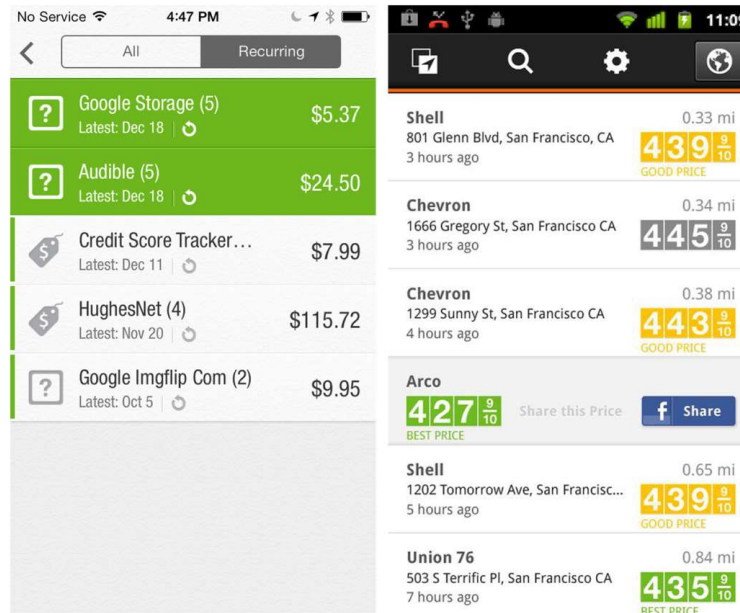 No Service 4:47 PM
All Recurring
? Google Storage (5) $5.37
Latest: Dec 18
? Audible (5) $24.50
Latest: Dec 18
$ Credit Score Tracker... $7.99
Latest: Dec 11
$ HughesNet (4) $115.72
Latest: Nov 20
? Google Imgflip Com (2) $9.95
Latest: Oct 5
11:09
Shell 0.33 mi
801 Glenn Blvd, San Francisco, CA
3 hours ago 439 9/10
GOOD PRICE
Chevron 0.34 mi
1666 Gregory St, San Francisco CA
3 hours ago 445 9/10
Chevron 0.38 mi
1299 Sunny St, San Francisco CA
4 hours ago 443 9/10
GOOD PRICE
Arco
427 9/10 Share this Price f Share
BEST PRICE
Shell 0.65 mi
1202 Tomorrow Ave, San Francisc...
5 hours ago 439 9/10
GOOD PRICE
Union 76 0.84 mi
503 S Terrific Pl, San Francisco CA
7 hours ago 435 9/10
BEST PRICE